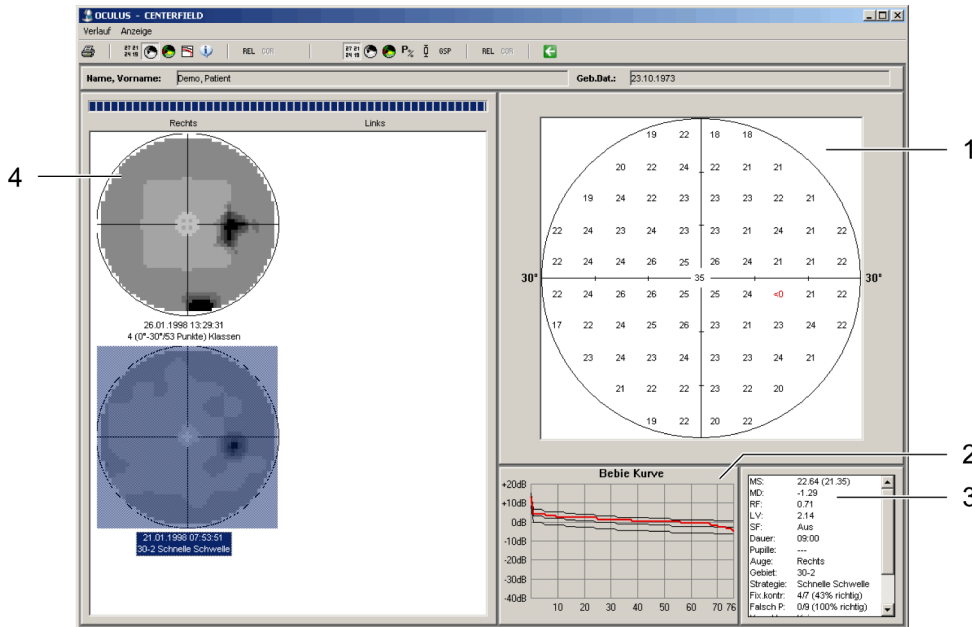 OCULUS - CENTERFIELD
Verlauf Anzeige
27 21 24 18 REL COR 27 21 24 18 P% GSP REL COR
Name, Vorname: Demo, Patient Geb.Dat.: 23.10.1973
Rechts Links
4
26.01.1998 13:29:31
4 (0°-30°/53 Punkte) Klassen
21.01.1998 07:53:51
30-2 Schnelle Schwelle
1
19 22 18 18
20 22 24 22 21 21
19 24 22 23 23 23 22 21
22 24 23 24 23 21 24 21 21 22
22 24 24 26 25 26 24 21 21 22
30° 35 30°
22 24 26 26 25 25 24 <0 21 22
17 22 24 25 26 23 21 23 24 22
23 24 23 24 23 24 24 21
21 22 22 23 22 20
19 22 20 22
2
Bebie Kurve
+20dB
+10dB
0dB
-10dB
-20dB
-30dB
-40dB
10 20 30 40 50 60 70 76
3
MS: 22.64 (21.35)
MD: -1.29
RF: 0.71
LV: 2.14
SF: Aus
Dauer: 09:00
Pupille: ---
Auge: Rechts
Gebiet: 30-2
Strategie: Schnelle Schwelle
Fix.kontr: 4/7 (43% richtig)
Falsch P: 0/9 (100% richtig)